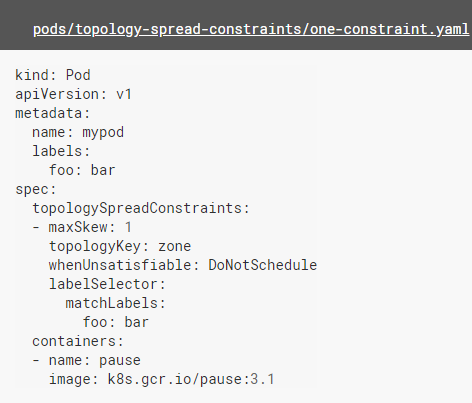 pods/topology-spread-constraints/one-constraint.yaml
kind: Pod
apiVersion: v1
metadata:
  name: mypod
  labels:
    foo: bar
spec:
  topologySpreadConstraints:
  - maxSkew: 1
    topologyKey: zone
    whenUnsatisfiable: DoNotSchedule
    labelSelector:
      matchLabels:
        foo: bar
  containers:
  - name: pause
    image: k8s.gcr.io/pause:3.1